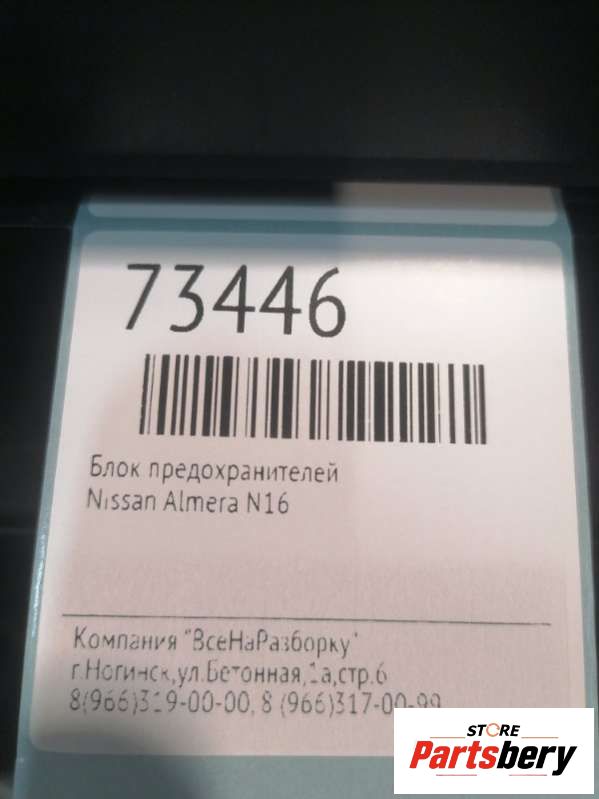 73446
Блок предохранителей
Nissan Almera N16
Компания "ВсеНаРазборку"
г.Ногинск,ул.Бетонная,1а,стр.6
8(966)319-00-00, 8 (966)317-00-99
STORE
Partsbery